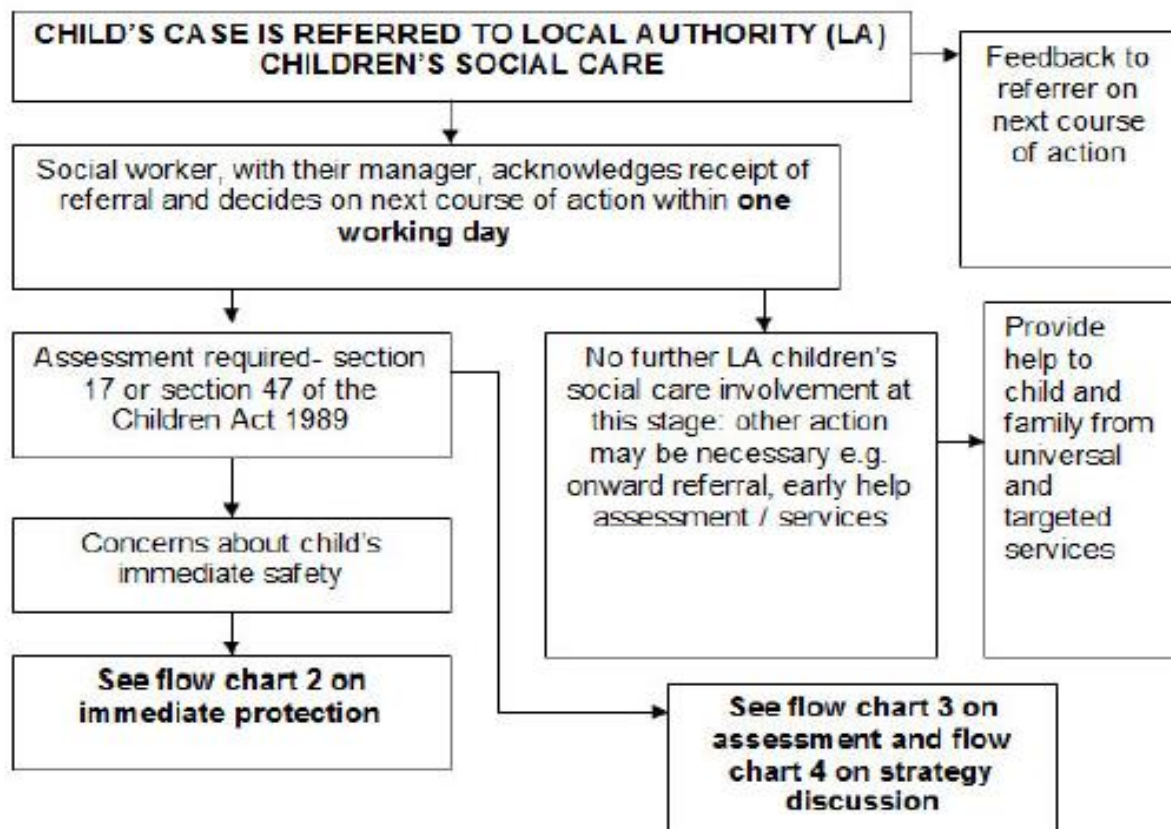 CHILD'S CASE IS REFERRED TO LOCAL AUTHORITY (LA)
CHILDREN'S SOCIAL CARE
Feedback to
referrer on
next course
of action
Social worker, with their manager, acknowledges receipt of
referral and decides on next course of action within one
working day
Assessment required- section
17 or section 47 of the
Children Act 1989
No further LA children's
social care involvement at
this stage: other action
may be necessary e.g.
onward referral, early help
assessment / services
Provide
help to
child and
family from
universal
and
targeted
services
Concerns about child's
immediate safety
See flow chart 2 on
immediate protection
See flow chart 3 on
assessment and flow
chart 4 on strategy
discussion